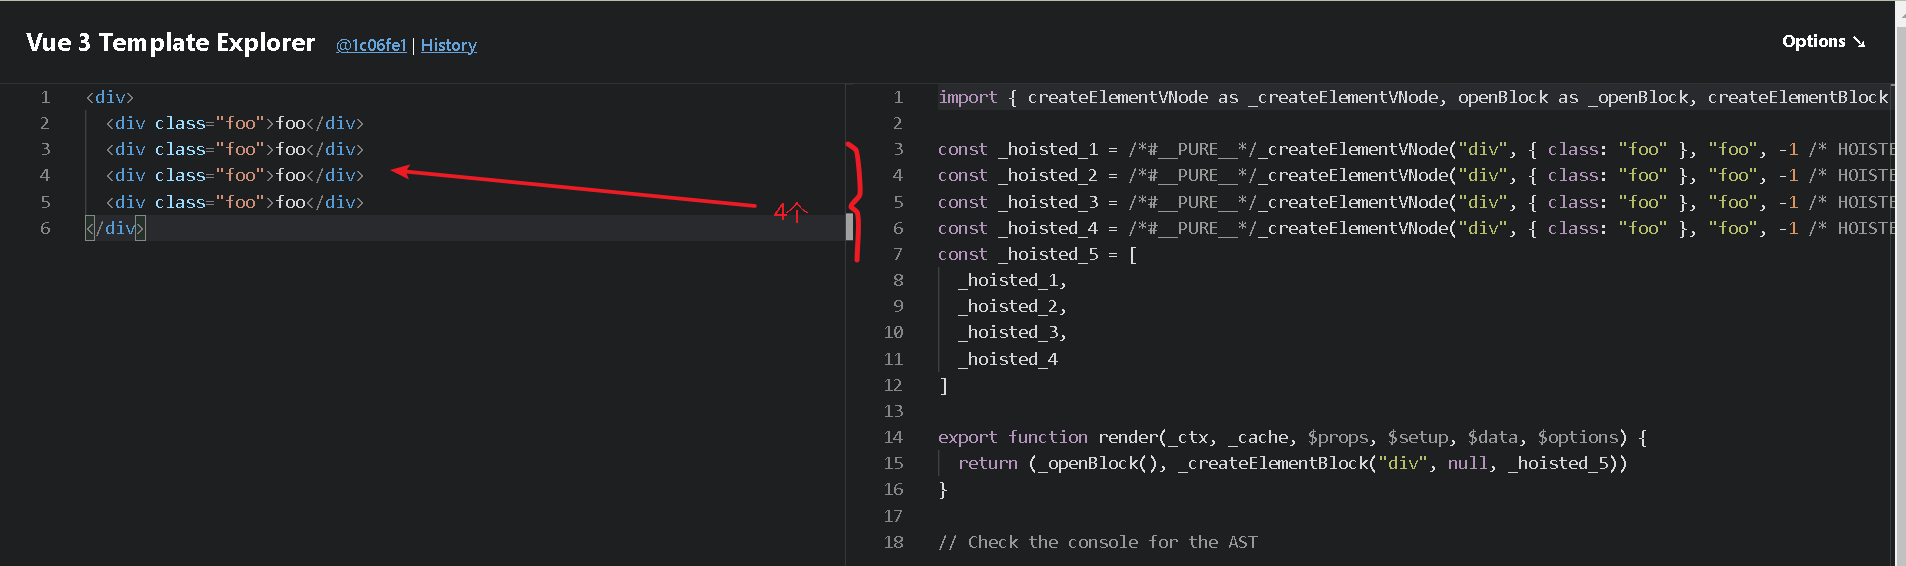 Vue 3 Template Explorer @1c06fe1 | History
Options ↘
1 <div>
2 <div class="foo">foo</div>
3 <div class="foo">foo</div>
4 <div class="foo">foo</div>
5 <div class="foo">foo</div>
6 </div>
4个
1 import { createElementVNode as _createElementVNode, openBlock as _openBlock, createElementBlock
2
3 const _hoisted_1 = /*#__PURE__*/_createElementVNode("div", { class: "foo" }, "foo", -1 /* HOISTE
4 const _hoisted_2 = /*#__PURE__*/_createElementVNode("div", { class: "foo" }, "foo", -1 /* HOISTE
5 const _hoisted_3 = /*#__PURE__*/_createElementVNode("div", { class: "foo" }, "foo", -1 /* HOISTE
6 const _hoisted_4 = /*#__PURE__*/_createElementVNode("div", { class: "foo" }, "foo", -1 /* HOISTE
7 const _hoisted_5 = [
8 _hoisted_1,
9 _hoisted_2,
10 _hoisted_3,
11 _hoisted_4
12 ]
13
14 export function render(_ctx, _cache, $props, $setup, $data, $options) {
15 return (_openBlock(), _createElementBlock("div", null, _hoisted_5))
16 }
17
18 // Check the console for the AST